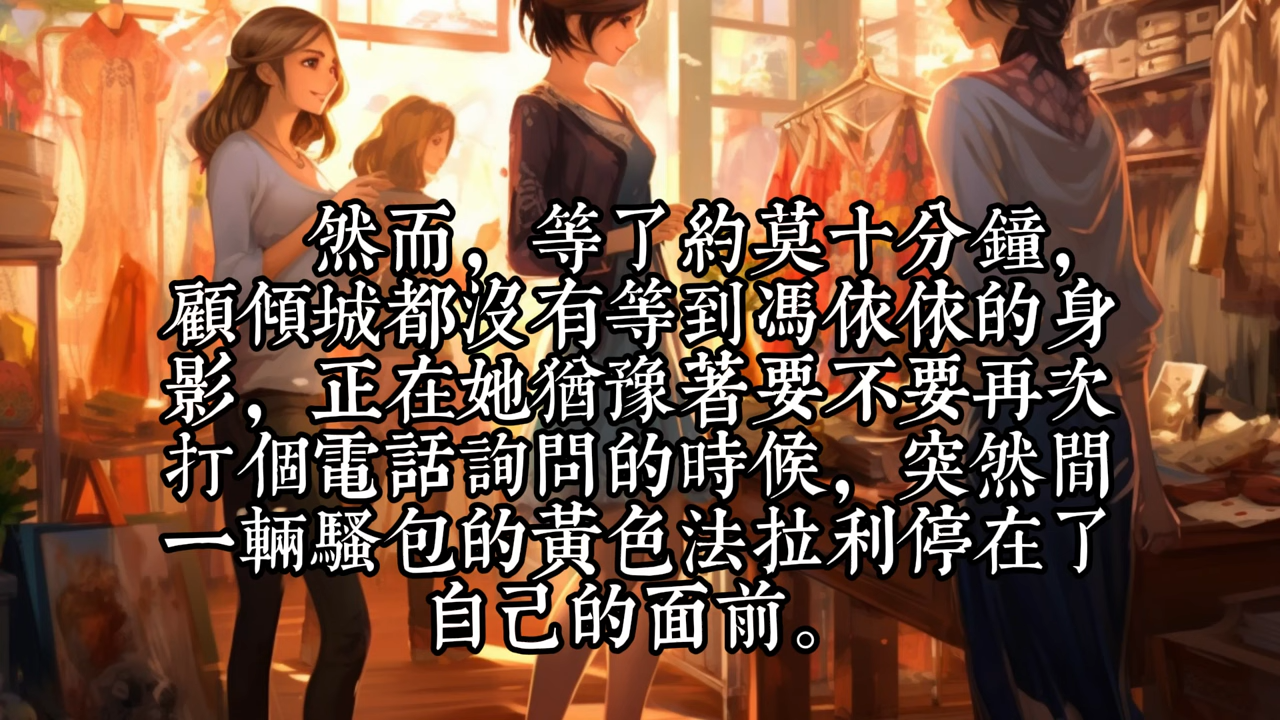 然而，等了約莫十分鐘，
顧傾城都沒有等到馮依依的身
影，正在她猶豫著要不要再次
打個電話詢問的時候，突然間
一輛騷包的黃色法拉利停在了
自己的面前。